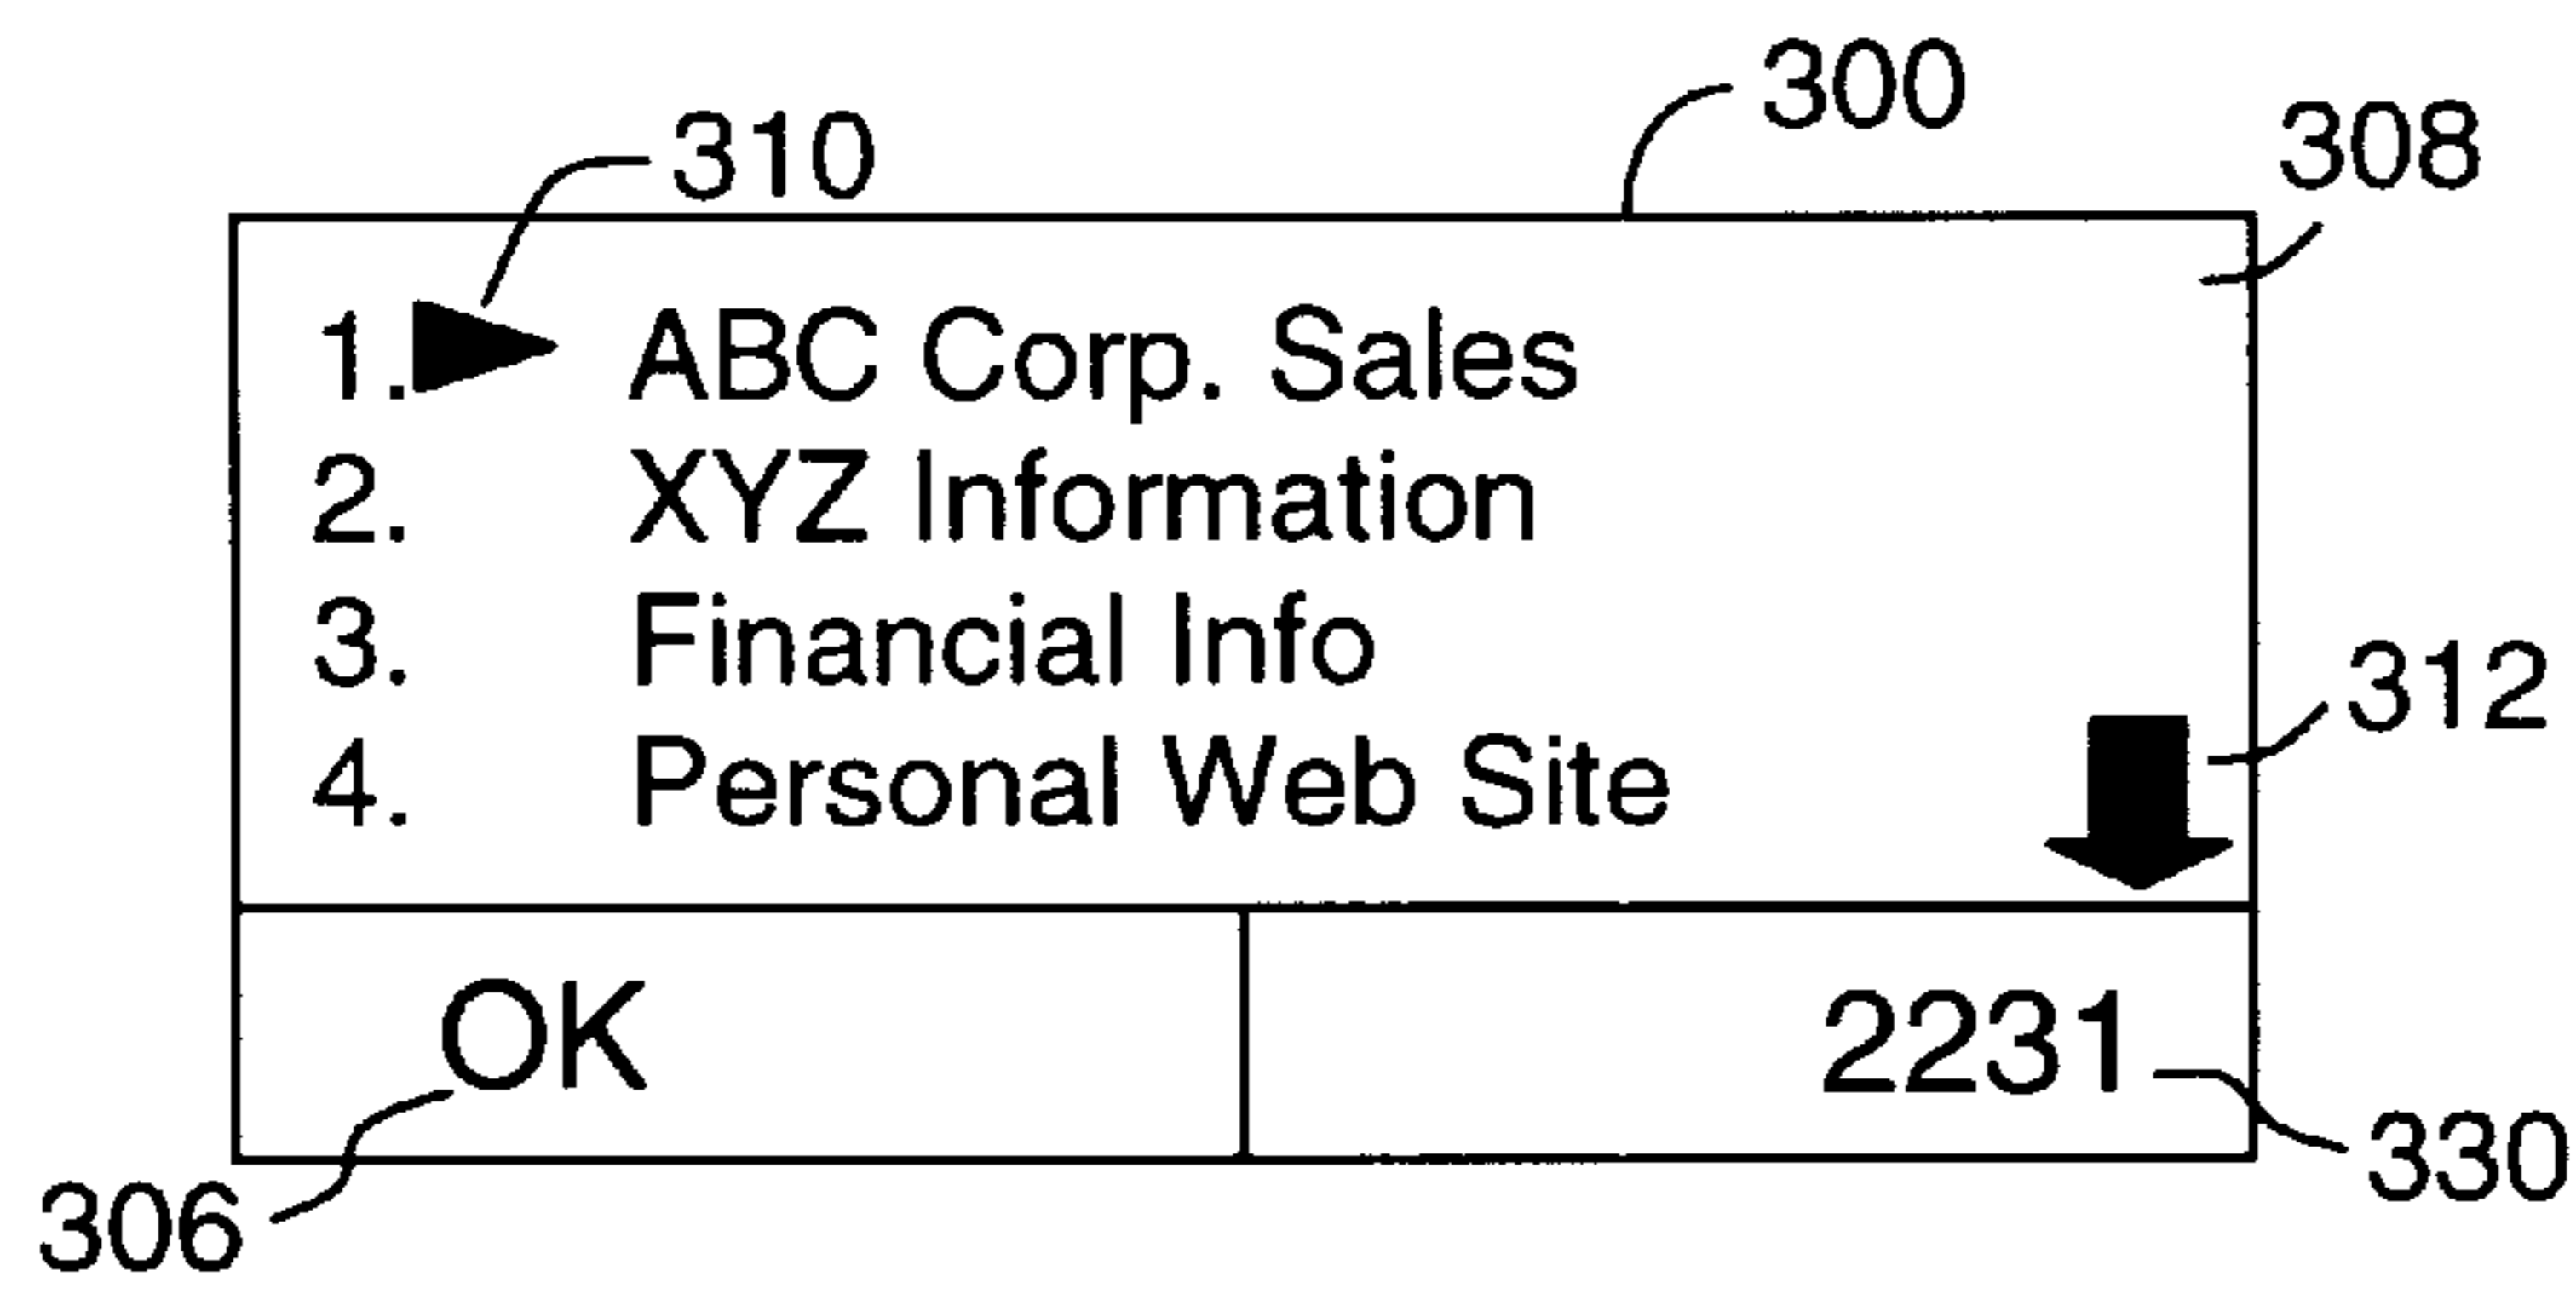 300
310
308
1. ABC Corp. Sales
2. XYZ Information
3. Financial Info
312
4. Personal Web Site
OK 2231
330
306